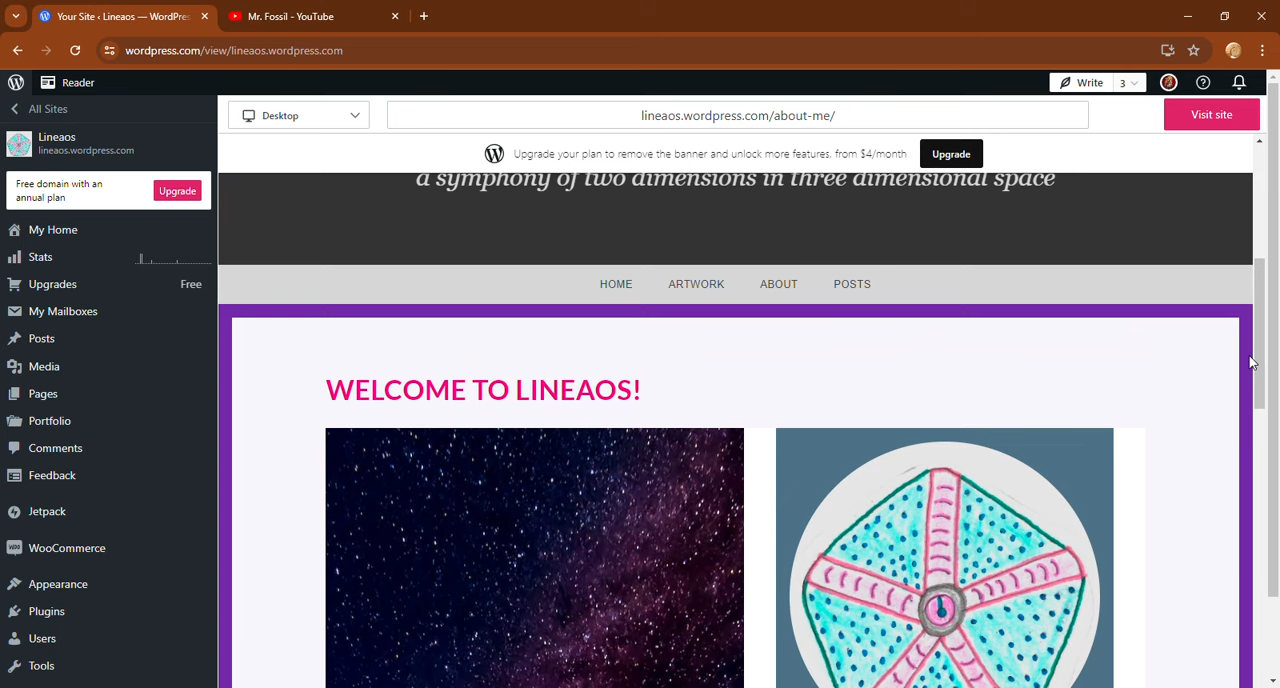 Your Site ‹ Lineaos — WordPres
Mr. Fossil - YouTube
wordpress.com/view/lineaos.wordpress.com
Reader
Write 3
All Sites
Lineaos
lineaos.wordpress.com
Free domain with an
annual plan
Upgrade
My Home
Stats
Upgrades Free
My Mailboxes
Posts
Media
Pages
Portfolio
Comments
Feedback
Jetpack
WooCommerce
Appearance
Plugins
Users
Tools
Desktop
lineaos.wordpress.com/about-me/
Visit site
Upgrade your plan to remove the banner and unlock more features, from $4/month
Upgrade
a symphony of two dimensions in three dimensional space
HOME ARTWORK ABOUT POSTS
WELCOME TO LINEAOS!